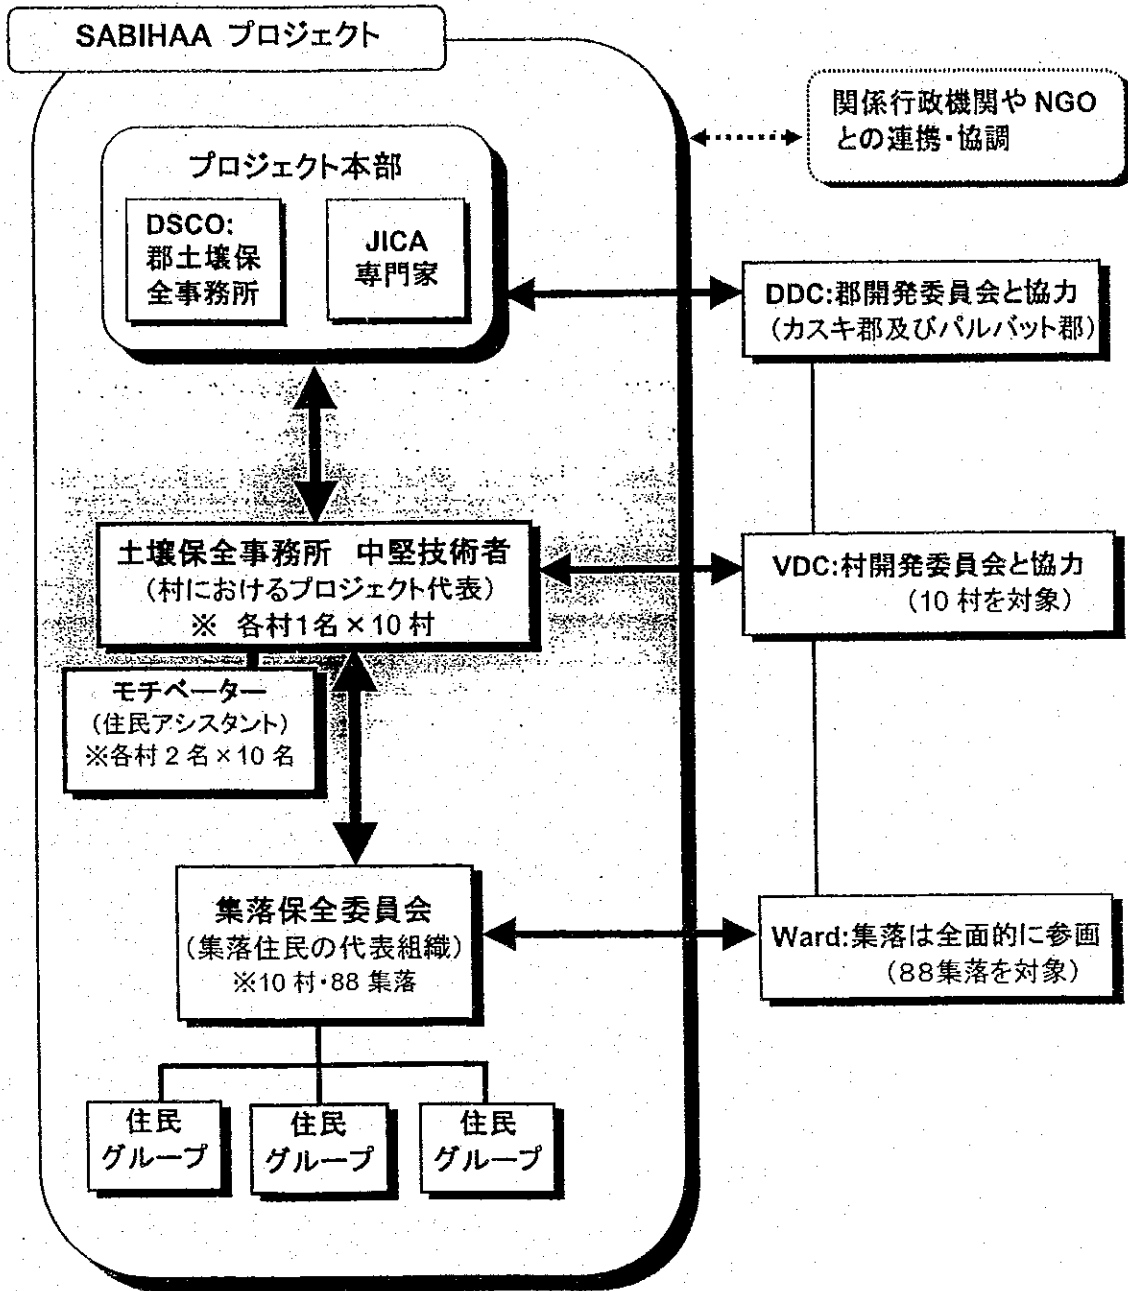 SABIHAA プロジェクト
関係行政機関や NGO
との連携・協調
プロジェクト本部
DSCO:
郡土壌保
全事務所
JICA
専門家
DDC:郡開発委員会と協力
(カスキ郡及びパルバット郡)
土壌保全事務所 中堅技術者
(村におけるプロジェクト代表)
※ 各村1名×10村
VDC:村開発委員会と協力
(10村を対象)
モチベーター
(住民アシスタント)
※各村2名×10名
集落保全委員会
(集落住民の代表組織)
※10村・88集落
Ward:集落は全面的に参画
(88集落を対象)
住民
グループ
住民
グループ
住民
グループ